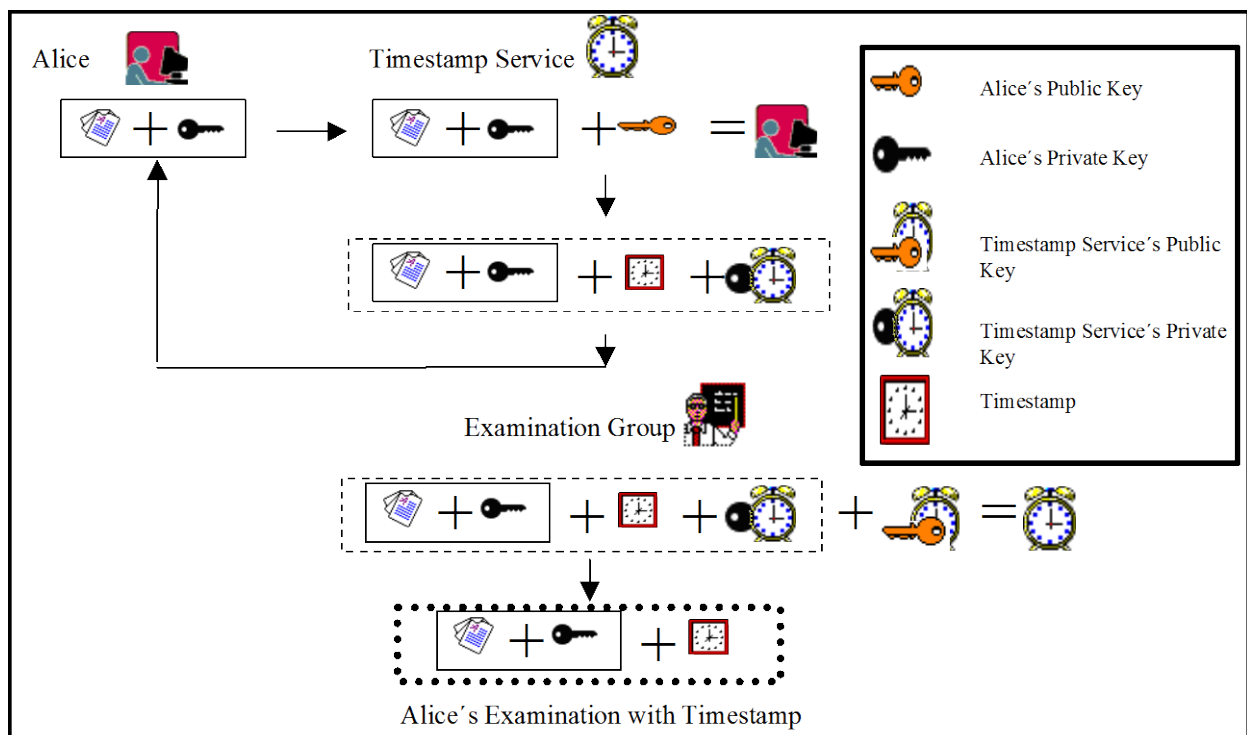 Alice
Timestamp Service
Alice´s Public Key
Alice´s Private Key
Timestamp Service´s Public
Key
Timestamp Service´s Private
Key
Timestamp
Examination Group
Alice´s Examination with Timestamp